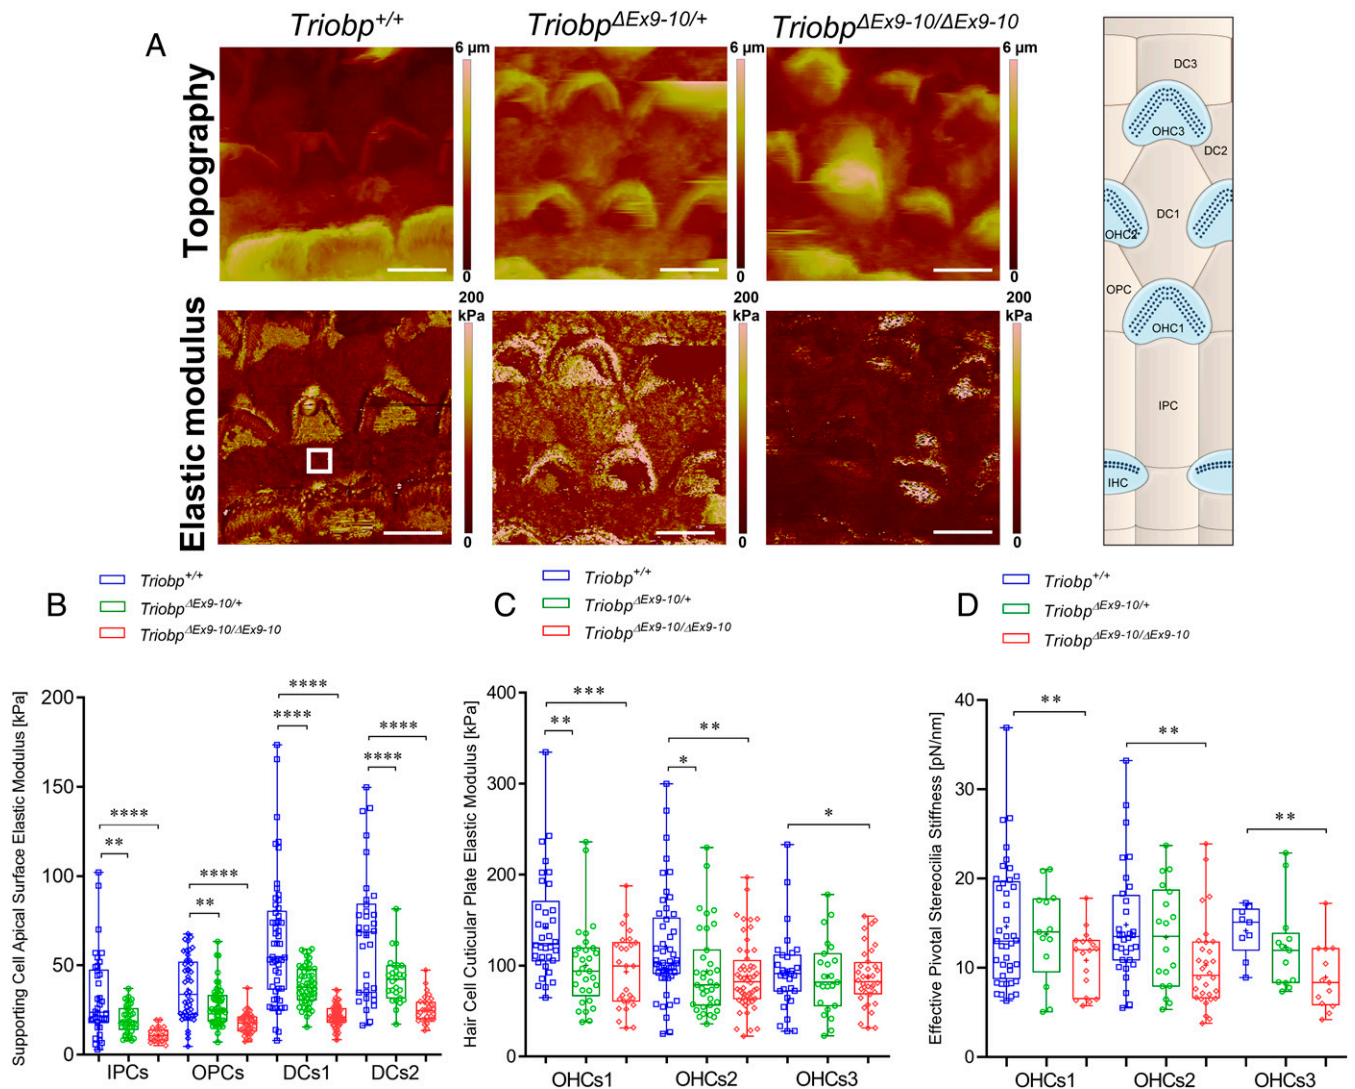 A
Triobp+/+
TriobpΔEx9-10/+
TriobpΔEx9-10/ΔEx9-10
Topography
6 μm
0
6 μm
0
6 μm
0
Elastic modulus
200
kPa
0
200
kPa
0
200
kPa
0
DC3
OHC3
DC2
DC1
OHC2
OPC
OHC1
IPC
IHC
B
Triobp+/+
TriobpΔEx9-10/+
TriobpΔEx9-10/ΔEx9-10
Supporting Cell Apical Surface Elastic Modulus [kPa]
200
150
100
50
0
****
**
****
**
****
****
****
****
IPCs
OPCs
DCs1
DCs2
C
Triobp+/+
TriobpΔEx9-10/+
TriobpΔEx9-10/ΔEx9-10
Hair Cell Cuticular Plate Elastic Modulus [kPa]
400
300
200
100
0
***
**
**
*
*
OHCs1
OHCs2
OHCs3
D
Triobp+/+
TriobpΔEx9-10/+
TriobpΔEx9-10/ΔEx9-10
Effective Pivotal Stereocilia Stiffness [pN/nm]
40
30
20
10
0
**
**
**
OHCs1
OHCs2
OHCs3